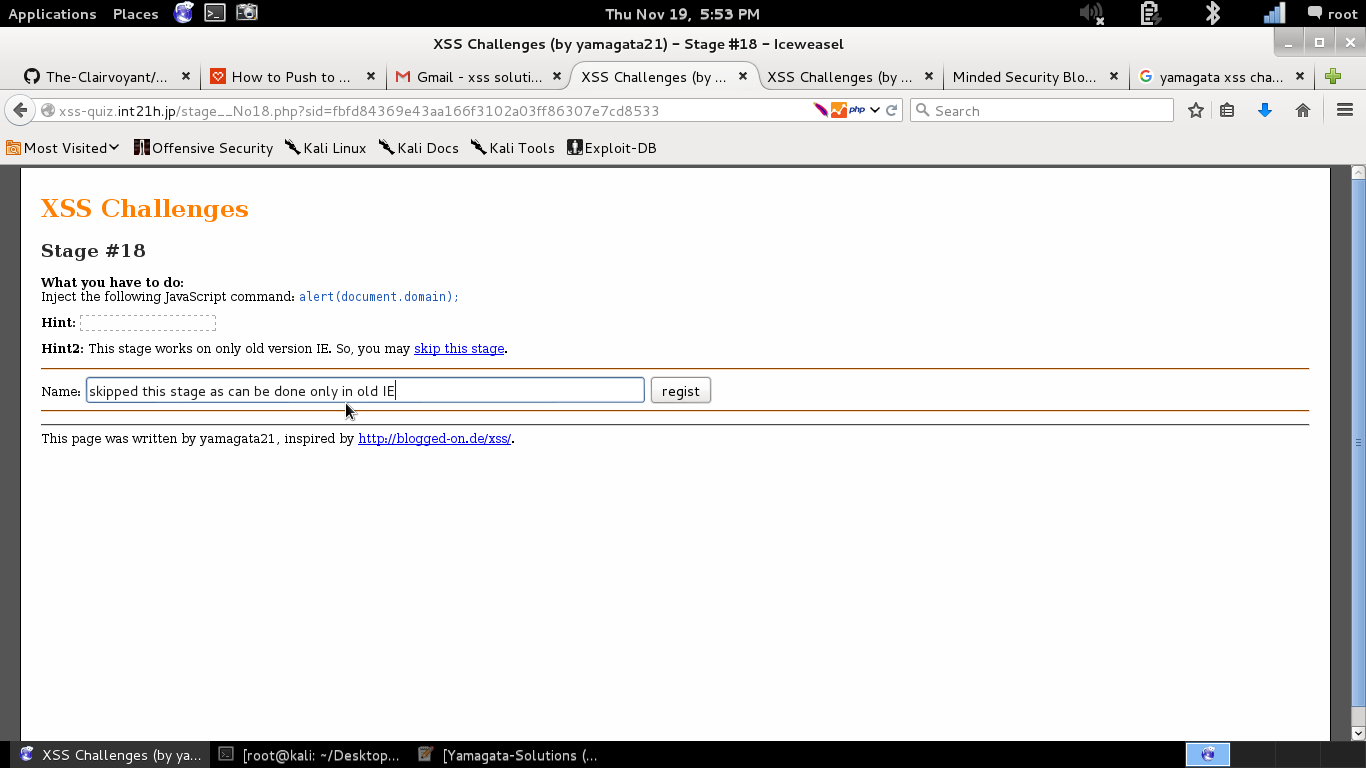 Applications Places Thu Nov 19, 5:53 PM root
XSS Challenges (by yamagata21) – Stage #18 – Iceweasel
The-Clairvoyant/... How to Push to ... Gmail - xss soluti... XSS Challenges (by ... XSS Challenges (by ... Minded Security Blo... yamagata xss cha...
xss-quiz.int21h.jp/stage__No18.php?sid=fbfd84369e43aa166f3102a03ff86307e7cd8533 php Search
Most Visited Offensive Security Kali Linux Kali Docs Kali Tools Exploit-DB
XSS Challenges
Stage #18
What you have to do:
Inject the following JavaScript command: alert(document.domain);
Hint:
Hint2: This stage works on only old version IE. So, you may skip this stage.
Name: skipped this stage as can be done only in old IE regist
This page was written by yamagata21, inspired by http://blogged-on.de/xss/.
XSS Challenges (by ya... [root@kali: ~/Desktop... [Yamagata-Solutions (...